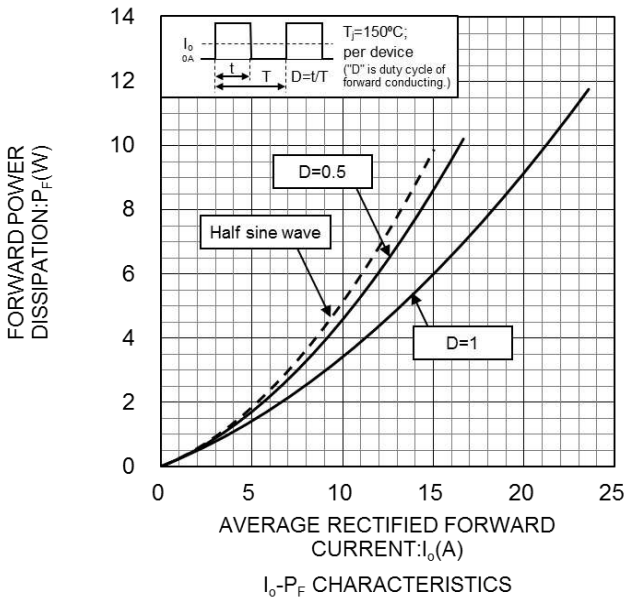 14
12
10
8
6
4
2
0
FORWARD POWER
DISSIPATION:PF(W)
Io
0A
t
T
D=t/T
Tj=150℃;
per device
("D" is duty cycle of
forward conducting.)
D=0.5
Half sine wave
D=1
0 5 10 15 20 25
AVERAGE RECTIFIED FORWARD
CURRENT:Io(A)
Io-PF CHARACTERISTICS